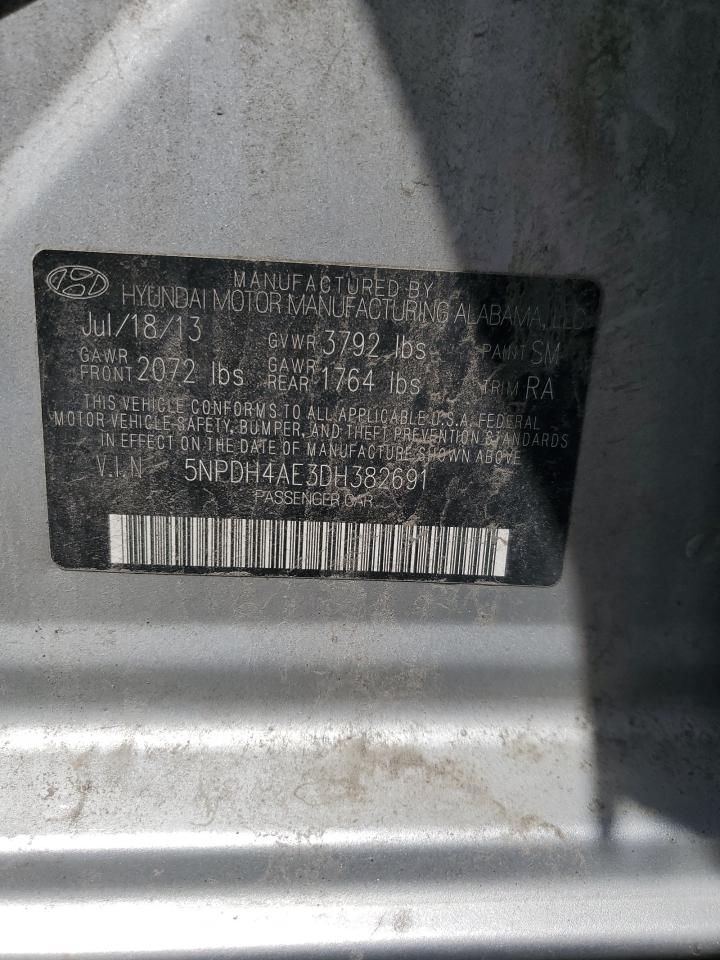 MANUFACTURED BY
HYUNDAI MOTOR MANUFACTURING ALABAMA, LLC
Jul/18/13 GVWR 3792 lbs PAINT SM
GAWR FRONT 2072 lbs GAWR REAR 1764 lbs TRIM RA
THIS VEHICLE CONFORMS TO ALL APPLICABLE U.S.A. FEDERAL
MOTOR VEHICLE SAFETY, BUMPER, AND THEFT PREVENTION STANDARDS
IN EFFECT ON THE DATE OF MANUFACTURE SHOWN ABOVE
V.I.N 5NPDH4AE3DH382691
PASSENGER CAR